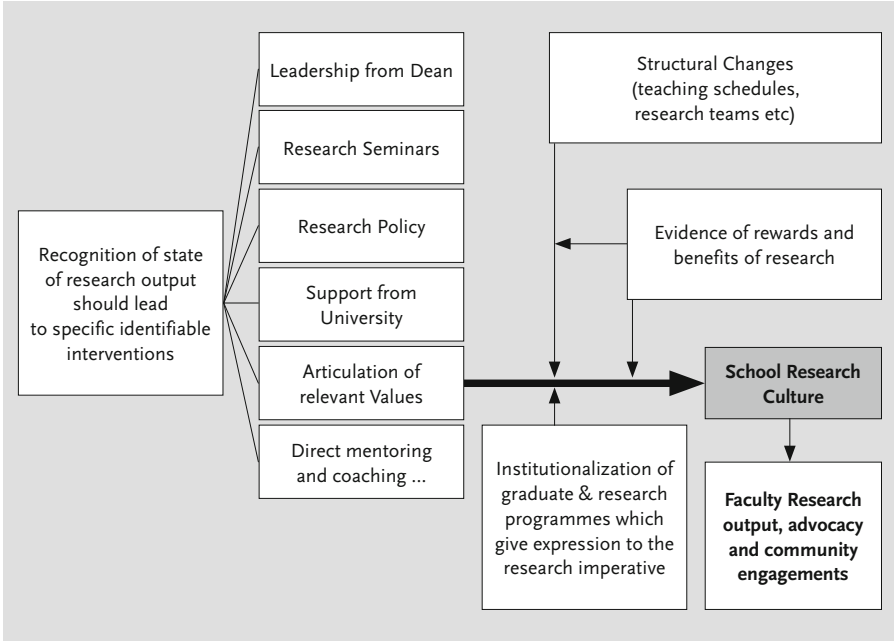 Recognition of state
of research output
should lead
to specific identifiable
interventions
Leadership from Dean
Research Seminars
Research Policy
Support from
University
Articulation of
relevant Values
Direct mentoring
and coaching ...
Structural Changes
(teaching schedules,
research teams etc)
Evidence of rewards and
benefits of research
Institutionalization of
graduate & research
programmes which
give expression to the
research imperative
School Research
Culture
Faculty Research
output, advocacy
and community
engagements